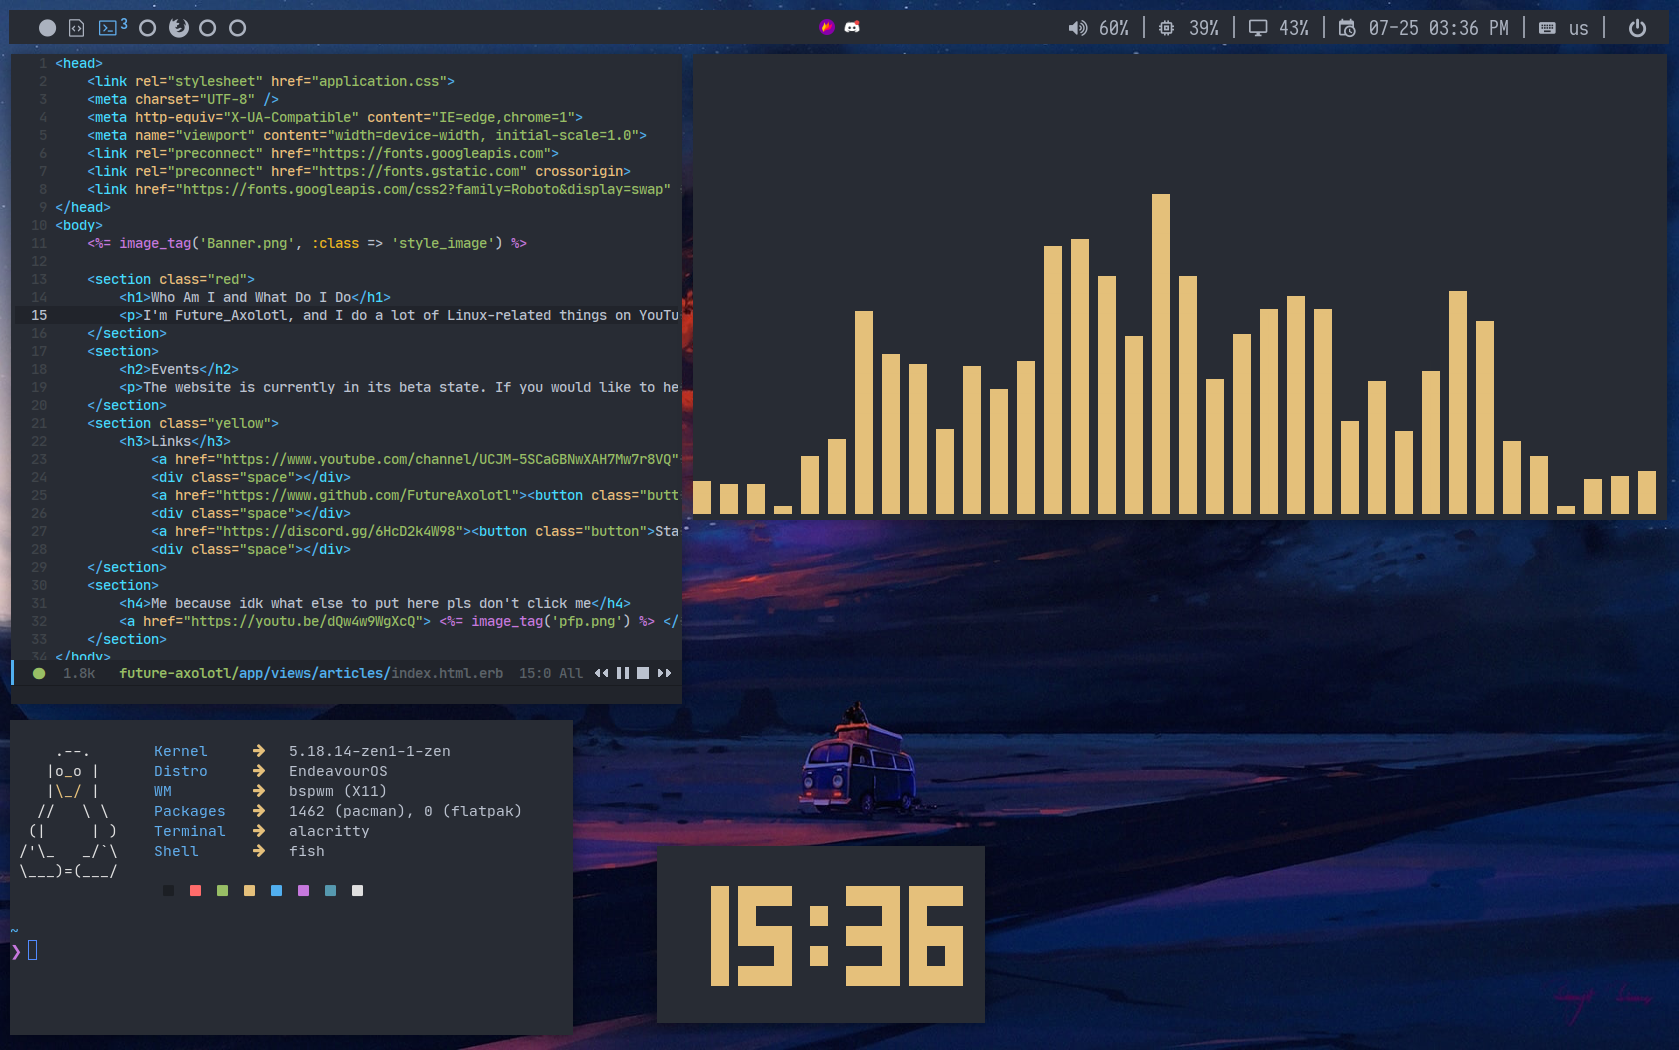 3
60% | 39% | 43% | 07-25 03:36 PM | us |
1 <head>
2 <link rel="stylesheet" href="application.css">
3 <meta charset="UTF-8" />
4 <meta http-equiv="X-UA-Compatible" content="IE=edge,chrome=1">
5 <meta name="viewport" content="width=device-width, initial-scale=1.0">
6 <link rel="preconnect" href="https://fonts.googleapis.com">
7 <link rel="preconnect" href="https://fonts.gstatic.com" crossorigin>
8 <link href="https://fonts.googleapis.com/css2?family=Roboto&display=swap"
9 </head>
10 <body>
11 <%= image_tag('Banner.png', :class => 'style_image') %>
12
13 <section class="red">
14 <h1>Who Am I and What Do I Do</h1>
15 <p>I'm Future_Axolotl, and I do a lot of Linux-related things on YouTu
16 </section>
17 <section>
18 <h2>Events</h2>
19 <p>The website is currently in its beta state. If you would like to he
20 </section>
21 <section class="yellow">
22 <h3>Links</h3>
23 <a href="https://www.youtube.com/channel/UCJM-5SCaGBNwXAH7Mw7r8VQ"
24 <div class="space"></div>
25 <a href="https://www.github.com/FutureAxolotl"><button class="butt
26 <div class="space"></div>
27 <a href="https://discord.gg/6HcD2k4W98"><button class="button">Sta
28 <div class="space"></div>
29 </section>
30 <section>
31 <h4>Me because idk what else to put here pls don't click me</h4>
32 <a href="https://youtu.be/dQw4w9WgXcQ"> <%= image_tag('pfp.png') %> </
33 </section>
34 </body>
1.8k future-axolotl/app/views/articles/index.html.erb 15:0 All
Kernel 5.18.14-zen1-1-zen
Distro EndeavourOS
WM bspwm (X11)
Packages 1462 (pacman), 0 (flatpak)
Terminal alacritty
Shell fish
~
❯
15:36